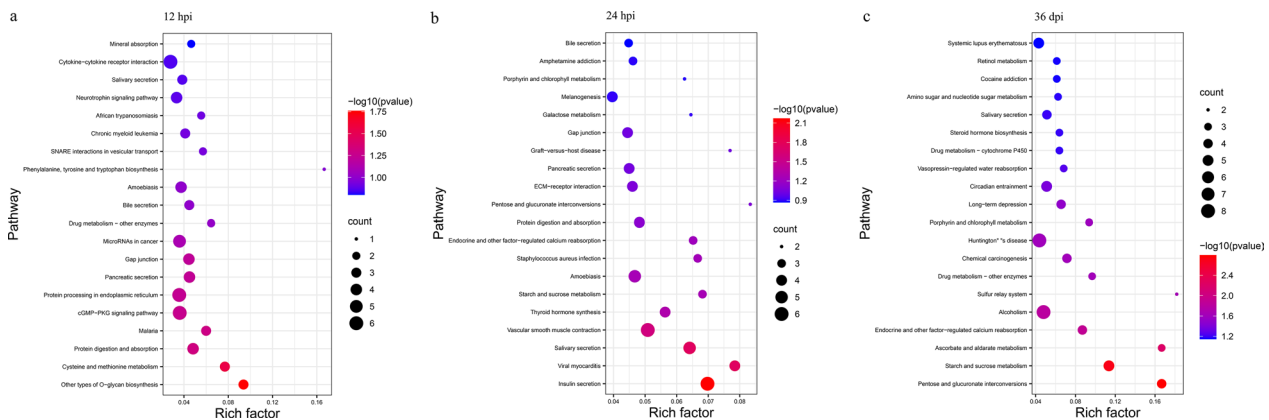 a
12 hpi
Mineral absorption
Cytokine−cytokine receptor interaction
Salivary secretion
Neurotrophin signaling pathway
African trypanosomiasis
Chronic myeloid leukemia
SNARE interactions in vesicular transport
Phenylalanine, tyrosine and tryptophan biosynthesis
Amoebiasis
Bile secretion
Drug metabolism − other enzymes
MicroRNAs in cancer
Gap junction
Pancreatic secretion
Protein processing in endoplasmic reticulum
cGMP−PKG signaling pathway
Malaria
Protein digestion and absorption
Cysteine and methionine metabolism
Other types of O−glycan biosynthesis
Pathway
0.04 0.08 0.12 0.16
Rich factor
−log10(pvalue)
1.75
1.50
1.25
1.00
count
1
2
3
4
5
6
b
24 hpi
Bile secretion
Amphetamine addiction
Porphyrin and chlorophyll metabolism
Melanogenesis
Galactose metabolism
Gap junction
Graft−versus−host disease
Pancreatic secretion
ECM−receptor interaction
Pentose and glucuronate interconversions
Protein digestion and absorption
Endocrine and other factor−regulated calcium reabsorption
Staphylococcus aureus infection
Amoebiasis
Starch and sucrose metabolism
Thyroid hormone synthesis
Vascular smooth muscle contraction
Salivary secretion
Viral myocarditis
Insulin secretion
Pathway
0.04 0.05 0.06 0.07 0.08
Rich factor
−log10(pvalue)
2.1
1.8
1.5
1.2
0.9
count
2
3
4
5
6
c
36 dpi
Systemic lupus erythematosus
Retinol metabolism
Cocaine addiction
Amino sugar and nucleotide sugar metabolism
Salivary secretion
Steroid hormone biosynthesis
Drug metabolism − cytochrome P450
Vasopressin−regulated water reabsorption
Circadian entrainment
Long−term depression
Porphyrin and chlorophyll metabolism
Huntington" "s disease
Chemical carcinogenesis
Drug metabolism − other enzymes
Sulfur relay system
Alcoholism
Endocrine and other factor−regulated calcium reabsorption
Ascorbate and aldarate metabolism
Starch and sucrose metabolism
Pentose and glucuronate interconversions
Pathway
0.04 0.08 0.12 0.16
Rich factor
count
2
3
4
5
6
7
8
−log10(pvalue)
2.4
2.0
1.6
1.2